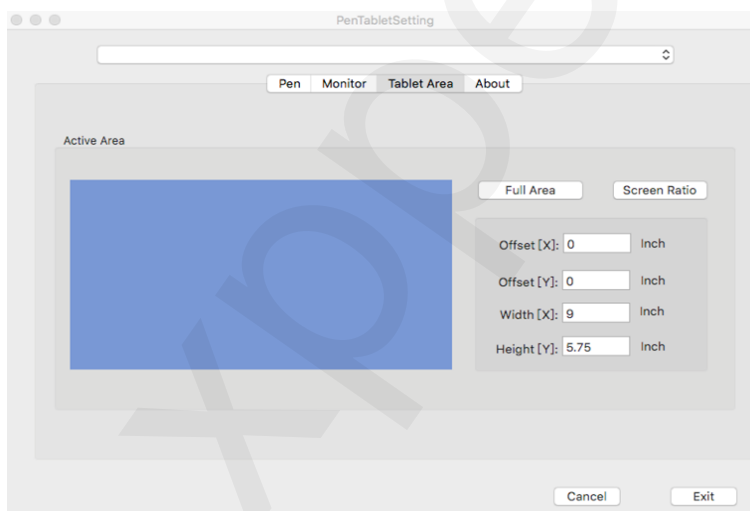 PenTabletSetting
Pen Monitor Tablet Area About
Active Area
Full Area Screen Ratio
Offset [X]: 0 Inch
Offset [Y]: 0 Inch
Width [X]: 9 Inch
Height [Y]: 5.75 Inch
Cancel Exit